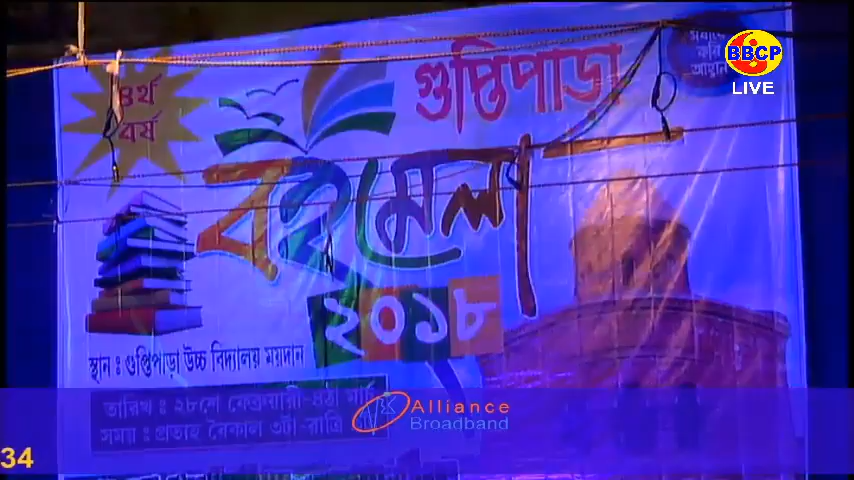 BBCP
LIVE
৪র্থ
বর্ষ
গুপ্তিপাড়া
বইমেলা
২০১৮
স্থান : গুপ্তিপাড়া উচ্চ বিদ্যালয় ময়দান
তারিখ : ২৮শে ফেব্রুয়ারী-৪ঠা মার্চ
সময় : প্রত্যহ বৈকাল ৩টা-রাত্রি
Alliance
Broadband
34